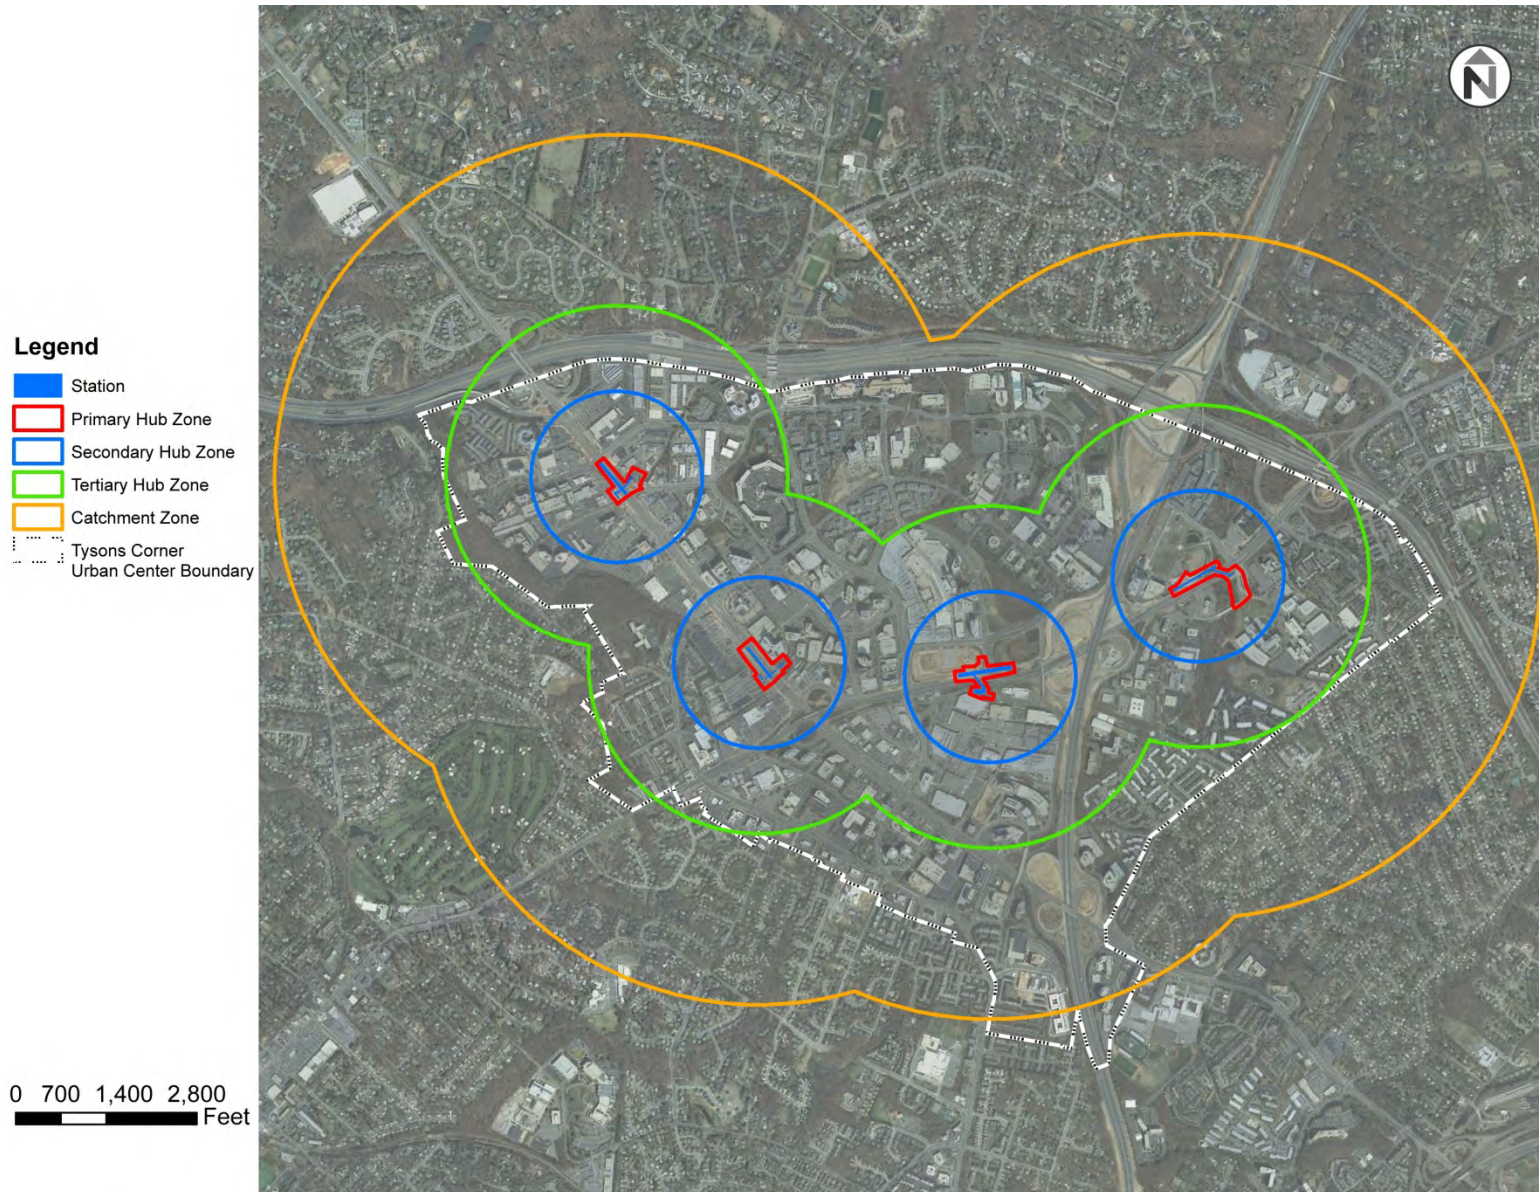 N
Legend
Station
Primary Hub Zone
Secondary Hub Zone
Tertiary Hub Zone
Catchment Zone
Tysons Corner
Urban Center Boundary
0 700 1,400 2,800
Feet